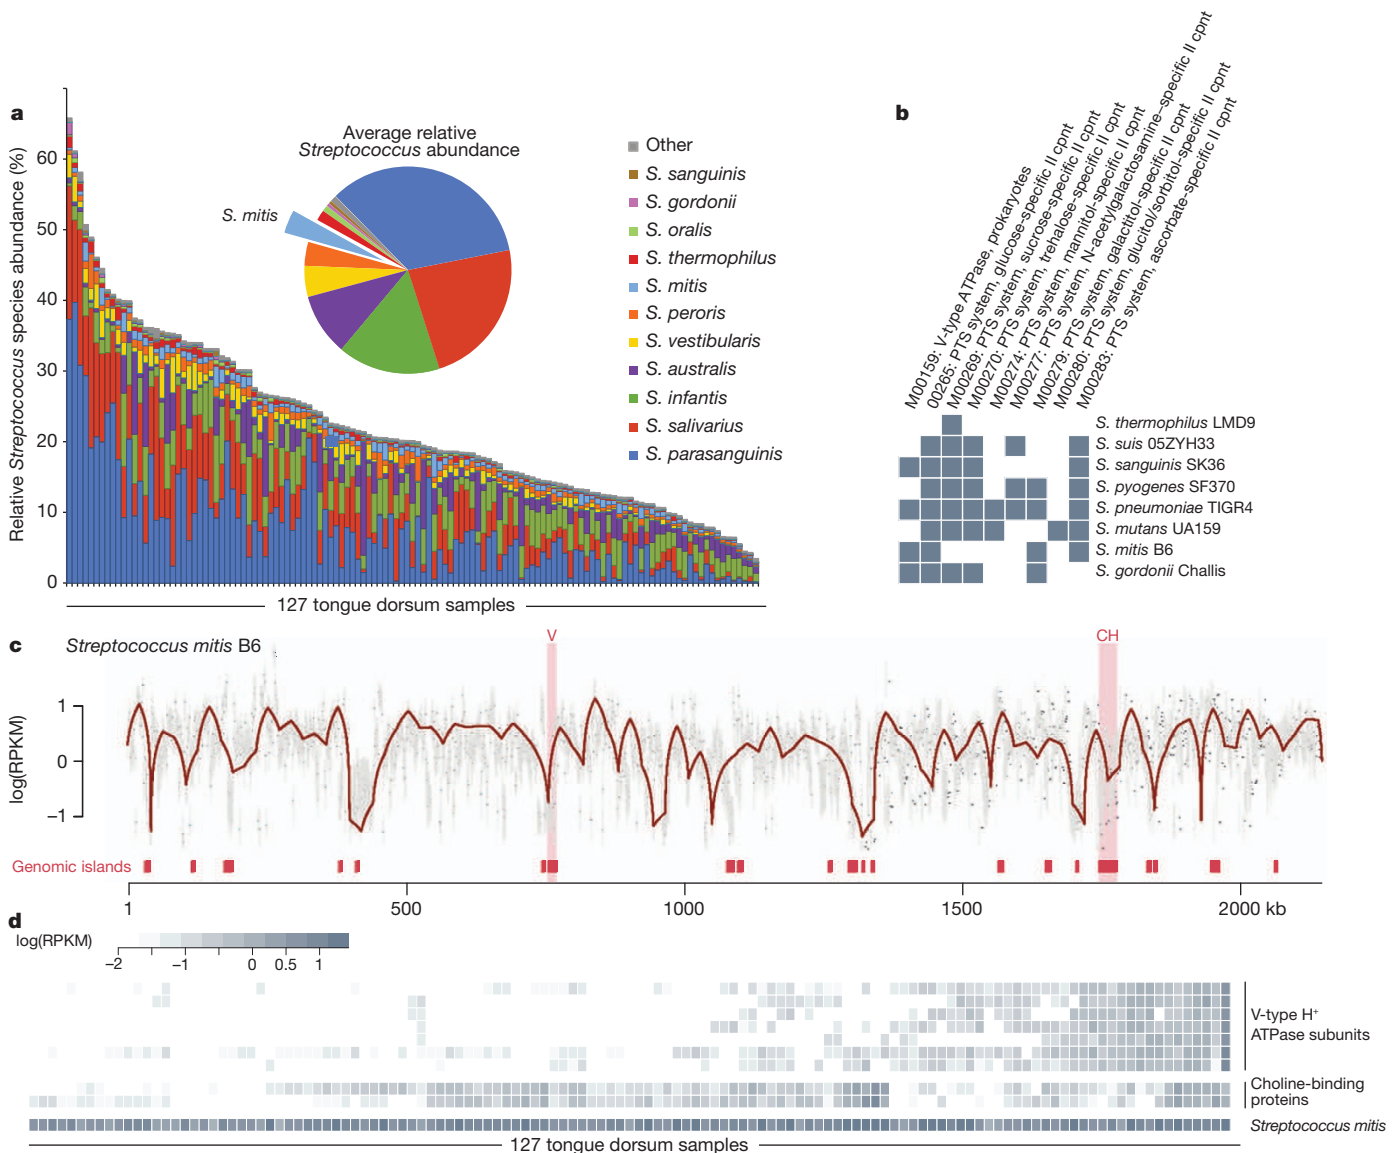 a
Relative Streptococcus species abundance (%)
60
50
40
30
20
10
0
127 tongue dorsum samples
Average relative
Streptococcus abundance
S. mitis
Other
S. sanguinis
S. gordonii
S. oralis
S. thermophilus
S. mitis
S. peroris
S. vestibularis
S. australis
S. infantis
S. salivarius
S. parasanguinis
b
M00159: V-type ATPase, prokaryotes
00265: PTS system, glucose-specific II cpnt
M00269: PTS system, sucrose-specific II cpnt
M00270: PTS system, trehalose-specific II cpnt
M00274: PTS system, mannitol-specific II cpnt
M00277: PTS system, N-acetylgalactosamine–specific II cpnt
M00279: PTS system, galactitol-specific II cpnt
M00280: PTS system, glucitol/sorbitol-specific II cpnt
M00283: PTS system, ascorbate-specific II cpnt
S. thermophilus LMD9
S. suis 05ZYH33
S. sanguinis SK36
S. pyogenes SF370
S. pneumoniae TIGR4
S. mutans UA159
S. mitis B6
S. gordonii Challis
c
Streptococcus mitis B6
V
CH
log(RPKM)
1
0
−1
Genomic islands
1
500
1000
1500
2000 kb
d
log(RPKM)
−2
−1
0
0.5
1
V-type H⁺
ATPase subunits
Choline-binding
proteins
Streptococcus mitis
127 tongue dorsum samples